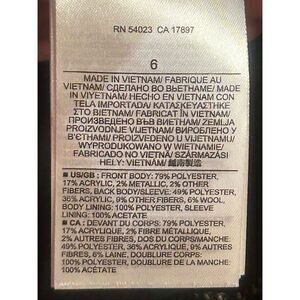 RN 54023 CA 17897
6
MADE IN VIETNAM/ FABRIQUE AU
VIETNAM/ СДЕЛАНО ВО ВЬЕТНАМЕ/ MADE
IN VIYETNAM/ HECHO EN VIETNAM CON
TELA IMPORTADA/ ΚΑΤΑΣΚΕΥΑΣΤΗΚΕ
ΣΤΟ ΒΙΕΤΝΑΜ/ FABRICAT ÎN VIETNAM/
ПРОИЗВЕДЕНО ВЪВ ВИЕТНАМ/ ZEMLJA
PROIZVODNJE VIJETNAM/ ВИРОБЛЕНО У
В'ЄТНАМІ/ PROIZVEDENO U VIJETNAMU/
WYPRODUKOWANO W WIETNAMIE/
FABRICADO NO VIETNÃ/ SZÁRMAZÁSI
HELY: VIETNÁM/ 越南製造
US/GB : FRONT BODY: 79% POLYESTER,
17% ACRYLIC, 2% METALLIC, 2% OTHER
FIBERS, BACK BODY/SLEEVE: 49% POLYESTER,
36% ACRYLIC, 9% OTHER FIBERS, 6% WOOL,
BODY LINING: 100% POLYESTER, SLEEVE
LINING: 100% ACETATE
CA : DEVANT DU CORPS: 79% POLYESTER,
17% ACRYLIQUE, 2% FIBRE MÉTALLIQUE,
2% AUTRES FIBRES, DOS DU CORPS/MANCHE
49% POLYESTER, 36% ACRYLIQUE, 9% AUTRES
FIBRES, 6% LAINE, DOUBLURE CORPS:
100% POLYESTER, DOUBLURE DE LA MANCHE:
100% ACÉTATE